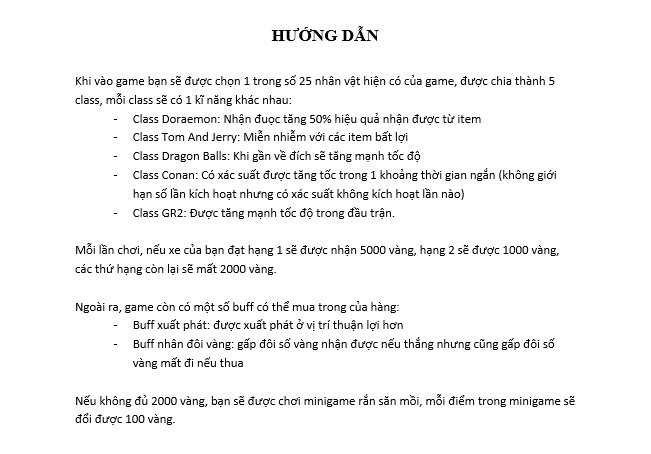 HƯỚNG DẪN
Khi vào game bạn sẽ được chọn 1 trong số 25 nhân vật hiện có của game, được chia thành 5
class, mỗi class sẽ có 1 kĩ năng khác nhau:
- Class Doraemon: Nhận đuọc tăng 50% hiệu quả nhận được từ item
- Class Tom And Jerry: Miễn nhiễm với các item bất lợi
- Class Dragon Balls: Khi gần về đích sẽ tăng mạnh tốc độ
- Class Conan: Có xác suất được tăng tốc trong 1 khoảng thời gian ngắn (không giới
hạn số lần kích hoạt nhưng có xác suất không kích hoạt lần nào)
- Class GR2: Được tăng mạnh tốc độ trong đầu trận.
Mỗi lần chơi, nếu xe của bạn đạt hạng 1 sẽ được nhận 5000 vàng, hạng 2 sẽ được 1000 vàng,
các thứ hạng còn lại sẽ mất 2000 vàng.
Ngoài ra, game còn có một số buff có thể mua trong của hàng:
- Buff xuất phát: được xuất phát ở vị trí thuận lợi hơn
- Buff nhân đôi vàng: gấp đôi số vàng nhận được nếu thắng nhưng cũng gấp đôi số
vàng mất đi nếu thua
Nếu không đủ 2000 vàng, bạn sẽ được chơi minigame rắn săn mồi, mỗi điểm trong minigame sẽ
đổi được 100 vàng.